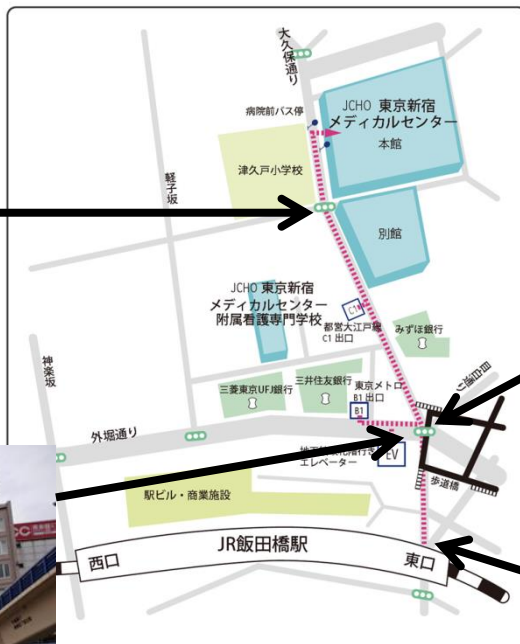 大久保通り
病院前バス停
JCHO 東京新宿
メディカルセンター
本館
津久戸小学校
軽子坂
別館
JCHO 東京新宿
メディカルセンター
附属看護専門学校
C1
都営大江戸線
C1 出口
みずほ銀行
目白通り
神楽坂
三菱東京UFJ銀行
三井住友銀行
東京メトロ
B1 出口
B1
外堀通り
エレベーター
EV
歩道橋
駅ビル・商業施設
JR飯田橋駅
西口
東口